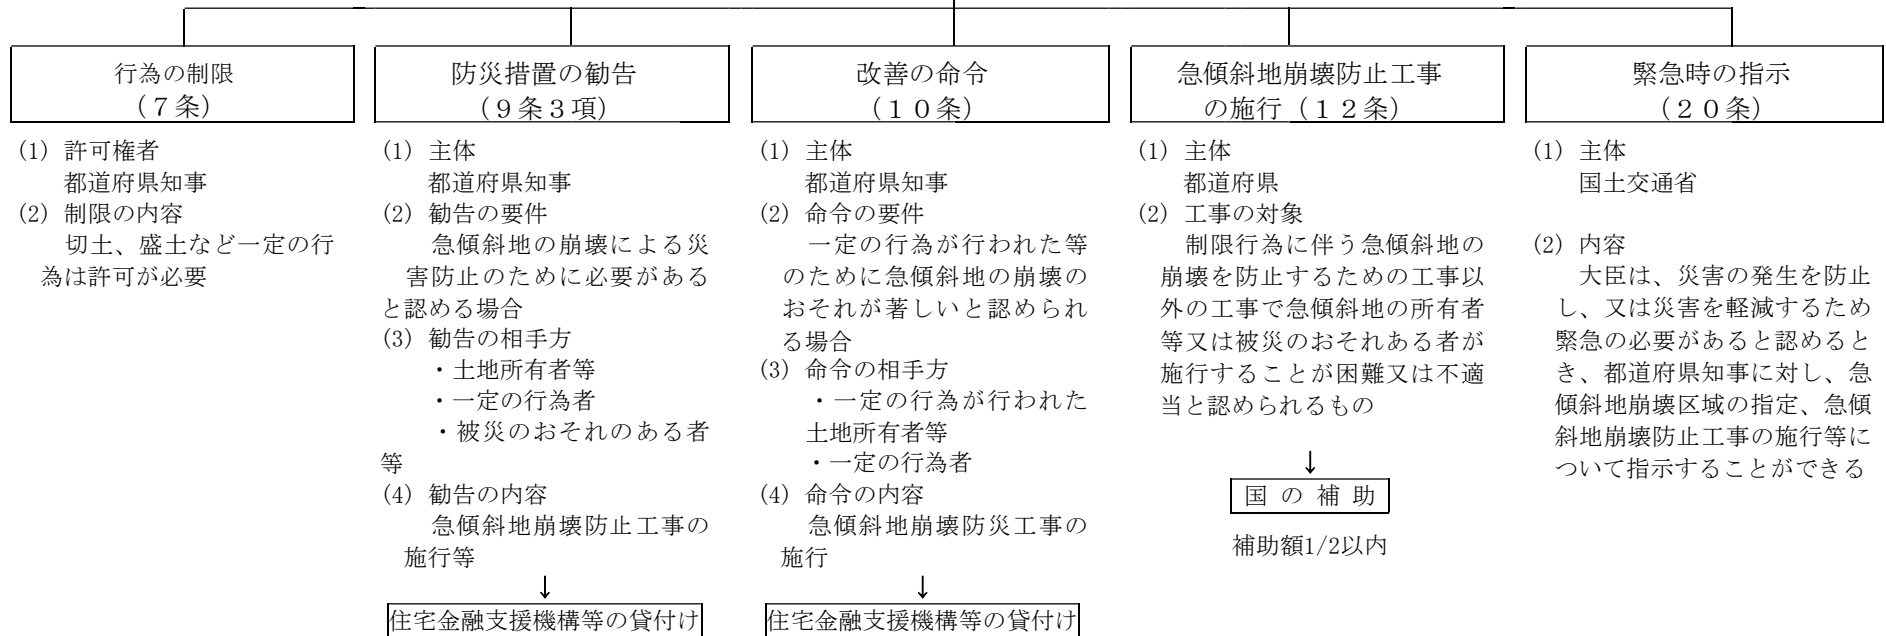 行為の制限
（７条）
(1) 許可権者
都道府県知事
(2) 制限の内容
切土、盛土など一定の行
為は許可が必要
防災措置の勧告
（９条３項）
(1) 主体
都道府県知事
(2) 勧告の要件
急傾斜地の崩壊による災
害防止のために必要がある
と認める場合
(3) 勧告の相手方
・土地所有者等
・一定の行為者
・被災のおそれのある者
等
(4) 勧告の内容
急傾斜地崩壊防止工事の
施行等
↓
住宅金融支援機構等の貸付け
改善の命令
（１０条）
(1) 主体
都道府県知事
(2) 命令の要件
一定の行為が行われた等
のために急傾斜地の崩壊の
おそれが著しいと認められ
る場合
(3) 命令の相手方
・一定の行為が行われた
土地所有者等
・一定の行為者
(4) 命令の内容
急傾斜地崩壊防災工事の
施行
↓
住宅金融支援機構等の貸付け
急傾斜地崩壊防止工事
の施行（１２条）
(1) 主体
都道府県
(2) 工事の対象
制限行為に伴う急傾斜地の
崩壊を防止するための工事以
外の工事で急傾斜地の所有者
等又は被災のおそれある者が
施行することが困難又は不適
当と認められるもの
↓
国 の 補 助
補助額1/2以内
緊急時の指示
（２０条）
(1) 主体
国土交通省
(2) 内容
大臣は、災害の発生を防止
し、又は災害を軽減するため
緊急の必要があると認めると
き、都道府県知事に対し、急
傾斜地崩壊区域の指定、急傾
斜地崩壊防止工事の施行等に
ついて指示することができる